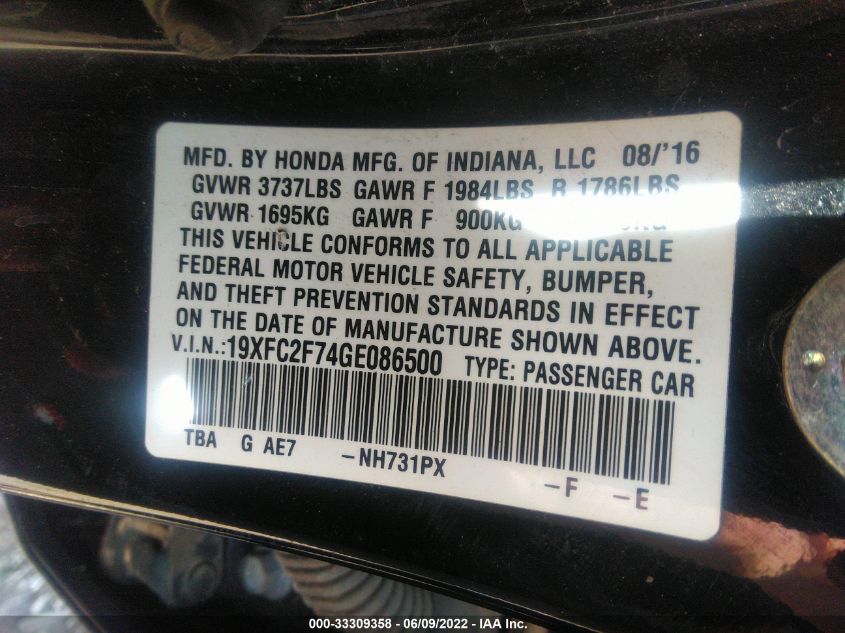 MFD. BY HONDA MFG. OF INDIANA, LLC 08/'16
GVWR 3737LBS GAWR F 1984LBS R 1786LBS
GVWR 1695KG GAWR F 900KG
THIS VEHICLE CONFORMS TO ALL APPLICABLE
FEDERAL MOTOR VEHICLE SAFETY, BUMPER,
AND THEFT PREVENTION STANDARDS IN EFFECT
ON THE DATE OF MANUFACTURE SHOWN ABOVE.
V.I.N.:19XFC2F74GE086500 TYPE: PASSENGER CAR
TBA G AE7 -NH731PX -F -E
000-33309358 - 06/09/2022 - IAA Inc.